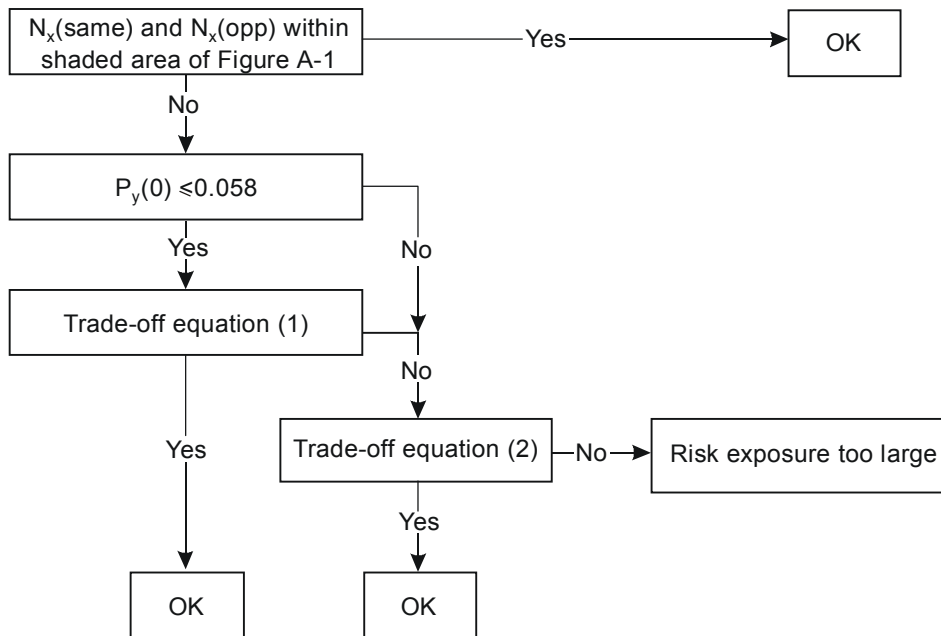 Nx(same) and Nx(opp) within
shaded area of Figure A-1
Yes
OK
No
Py(0) ≤0.058
Yes
No
Trade-off equation (1)
No
Yes
Trade-off equation (2)
No
Risk exposure too large
Yes
OK
OK